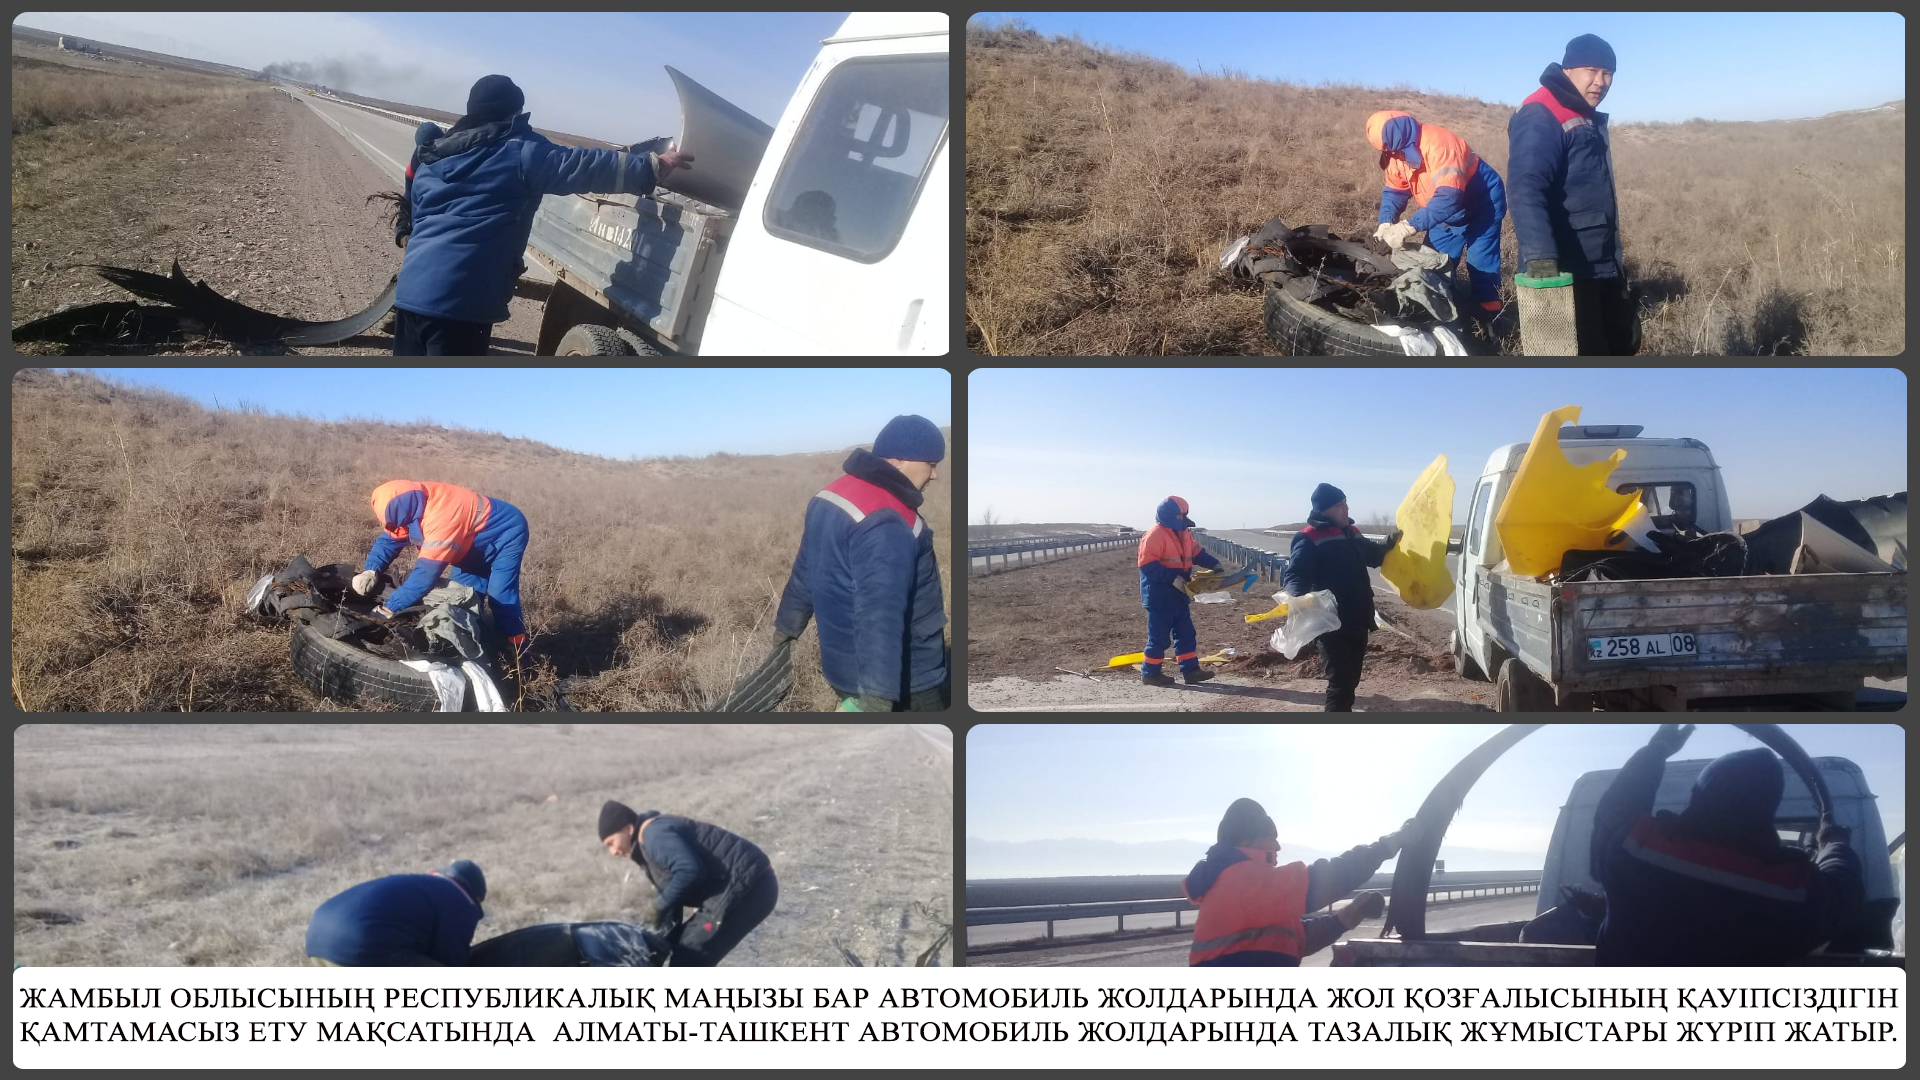 KZ 258 AL 08
ЖАМБЫЛ ОБЛЫСЫНЫҢ РЕСПУБЛИКАЛЫҚ МАҢЫЗЫ БАР АВТОМОБИЛЬ ЖОЛДАРЫНДА ЖОЛ ҚОЗҒАЛЫСЫНЫҢ ҚАУІПСІЗДІГІН
ҚАМТАМАСЫЗ ЕТУ МАҚСАТЫНДА АЛМАТЫ-ТАШКЕНТ АВТОМОБИЛЬ ЖОЛДАРЫНДА ТАЗАЛЫҚ ЖҰМЫСТАРЫ ЖҮРІП ЖАТЫР.